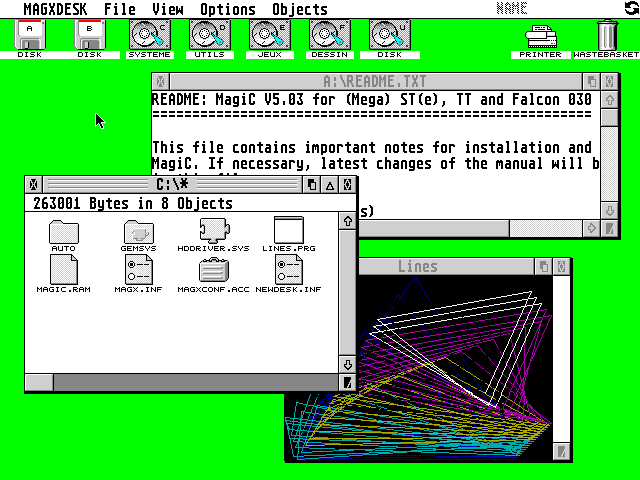 MAGXDESK File View Options Objects NAME
A B C D E F U
DISK DISK SYSTEME UTILS JEUX DESSIN DISK PRINTER WASTEBASKET
A:\README.TXT
README: MagiC V5.03 for (Mega) ST(e), TT and Falcon 030
=======================================================
This file contains important notes for installation and
MagiC. If necessary, latest changes of the manual will b
s)
C:\*
263001 Bytes in 8 Objects
AUTO GEMSYS HDDRIVER.SYS LINES.PRG
MAGIC.RAM MAGX.INF MAGXCONF.ACC NEWDESK.INF
Lines